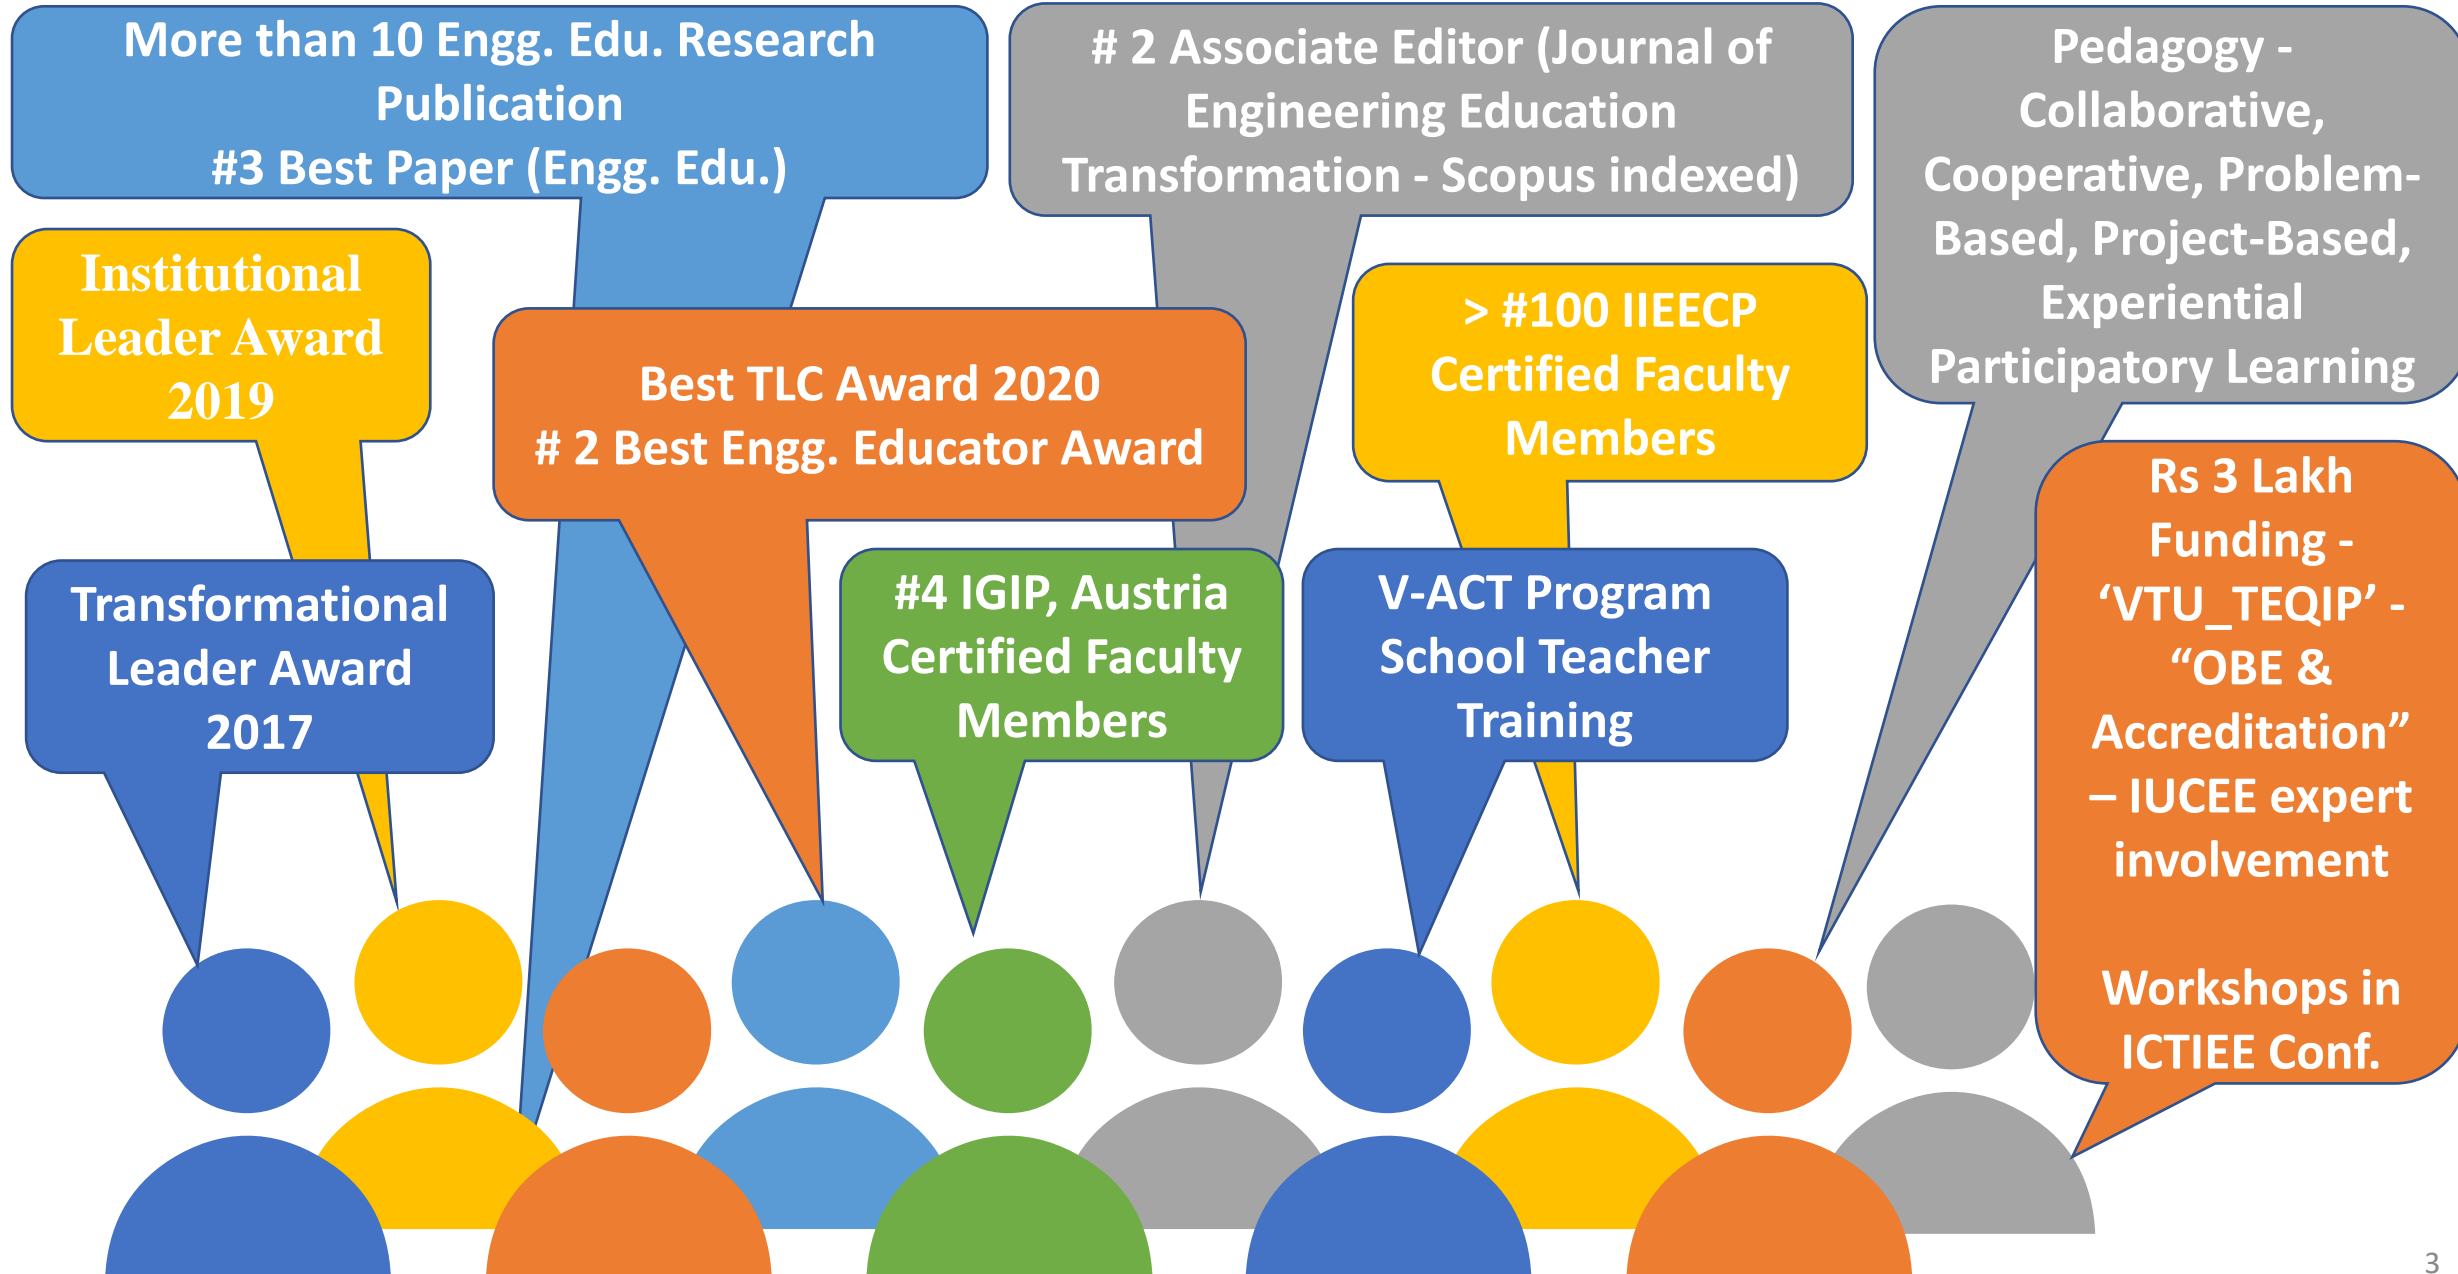 More than 10 Engg. Edu. Research
Publication
#3 Best Paper (Engg. Edu.)
# 2 Associate Editor (Journal of
Engineering Education
Transformation - Scopus indexed)
Pedagogy -
Collaborative,
Cooperative, Problem-
Based, Project-Based,
Experiential
Participatory Learning
Institutional
Leader Award
2019
Best TLC Award 2020
# 2 Best Engg. Educator Award
> #100 IIEECP
Certified Faculty
Members
Transformational
Leader Award
2017
#4 IGIP, Austria
Certified Faculty
Members
V-ACT Program
School Teacher
Training
Rs 3 Lakh
Funding -
‘VTU_TEQIP’ -
“OBE &
Accreditation”
– IUCEE expert
involvement
Workshops in
ICTIEE Conf.
3